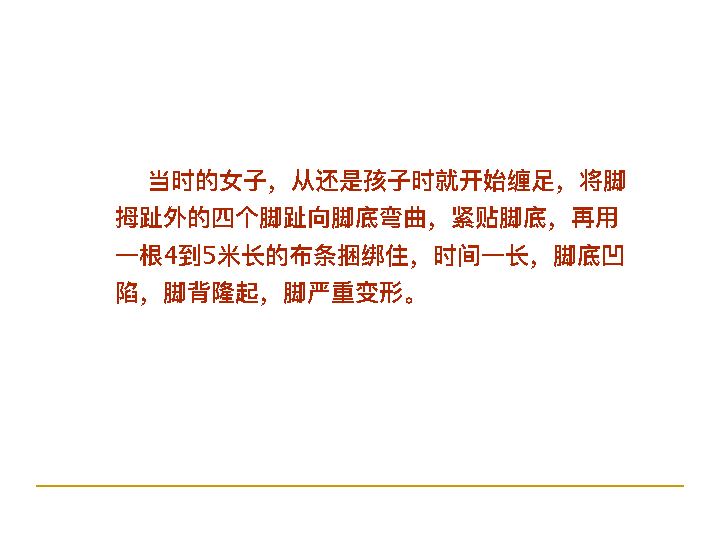 当时的女子，从还是孩子时就开始缠足，将脚
拇趾外的四个脚趾向脚底弯曲，紧贴脚底，再用
一根4到5米长的布条捆绑住，时间一长，脚底凹
陷，脚背隆起，脚严重变形。